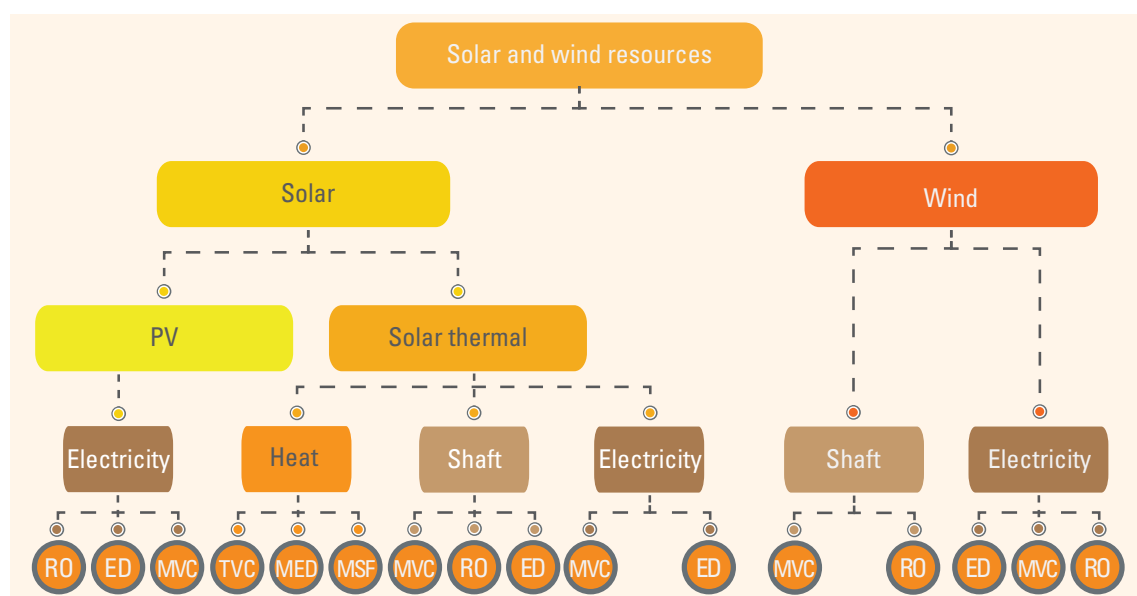 Solar and wind resources
Solar
Wind
PV
Solar thermal
Electricity
Heat
Shaft
Electricity
Shaft
Electricity
RO
ED
MVC
TVC
MED
MSF
MVC
RO
ED
MVC
ED
MVC
RO
ED
MVC
RO